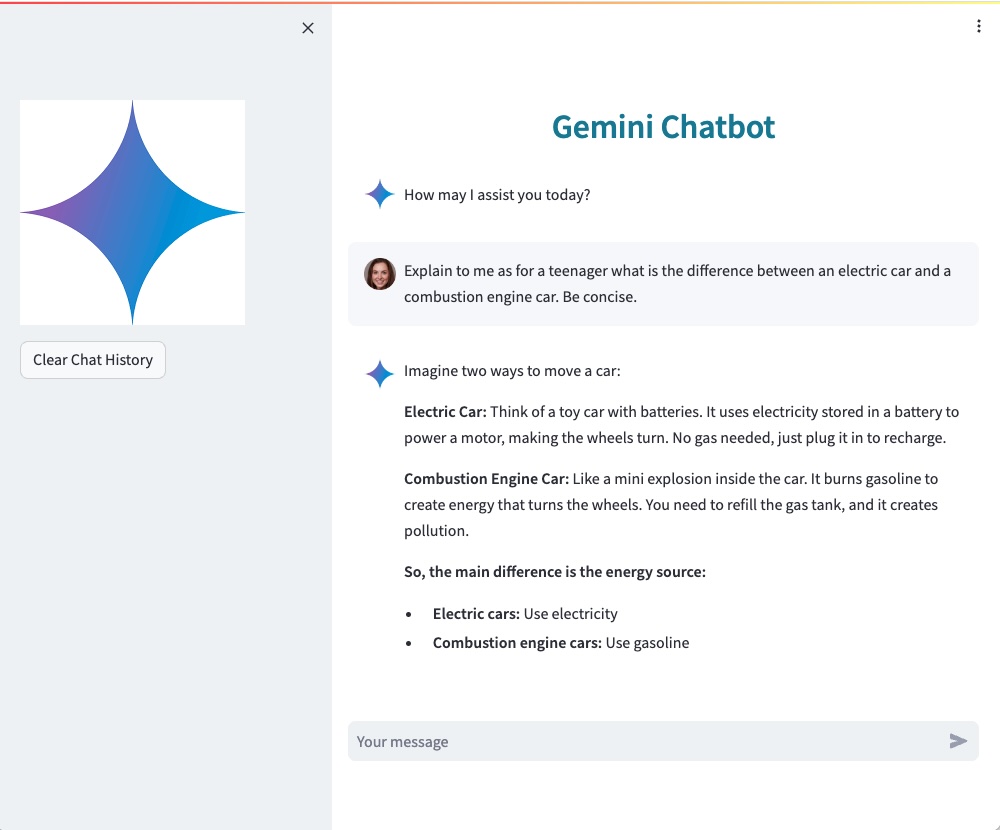 Gemini Chatbot
How may I assist you today?
Explain to me as for a teenager what is the difference between an electric car and a
combustion engine car. Be concise.
Clear Chat History
Imagine two ways to move a car:
Electric Car: Think of a toy car with batteries. It uses electricity stored in a battery to
power a motor, making the wheels turn. No gas needed, just plug it in to recharge.
Combustion Engine Car: Like a mini explosion inside the car. It burns gasoline to
create energy that turns the wheels. You need to refill the gas tank, and it creates
pollution.
So, the main difference is the energy source:
• Electric cars: Use electricity
• Combustion engine cars: Use gasoline
Your message